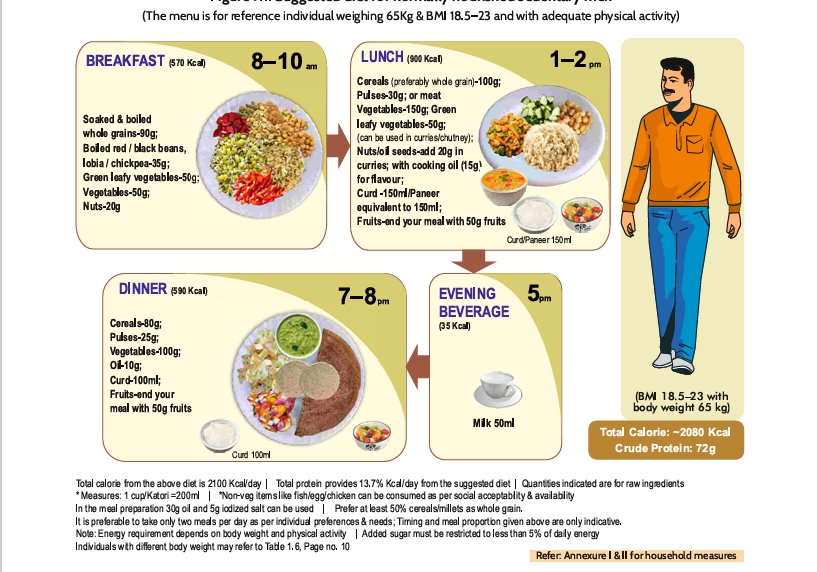 (The menu is for reference individual weighing 65Kg & BMI 18.5–23 and with adequate physical activity)
BREAKFAST (570 Kcal)
8–10 am
Soaked & boiled
whole grains-90g;
Boiled red / black beans,
lobia / chickpea-35g;
Green leafy vegetables-50g;
Vegetables-50g;
Nuts-20g
LUNCH (900 Kcal)
1–2 pm
Cereals (preferably whole grain)-100g;
Pulses-30g; or meat
Vegetables-150g; Green
leafy vegetables-50g;
(can be used in curries/chutney);
Nuts/oil seeds-add 20g in
curries; with cooking oil (15g)
for flavour;
Curd -150ml/Paneer
equivalent to 150ml;
Fruits-end your meal with 50g fruits
Curd/Paneer 150ml
DINNER (590 Kcal)
7–8pm
Cereals-80g;
Pulses-25g;
Vegetables-100g;
Oil-10g;
Curd-100ml;
Fruits-end your
meal with 50g fruits
Curd 100ml
EVENING
BEVERAGE
(35 Kcal)
5pm
Milk 50ml
(BMI 18.5–23 with
body weight 65 kg)
Total Calorie: ~2080 Kcal
Crude Protein: 72g
Total calorie from the above diet is 2100 Kcal/day | Total protein provides 13.7% Kcal/day from the suggested diet | Quantities indicated are for raw ingredients
* Measures: 1 cup/Katori =200ml | *Non-veg items like fish/egg/chicken can be consumed as per social acceptability & availability
In the meal preparation 30g oil and 5g iodized salt can be used | Prefer at least 50% cereals/millets as whole grain.
It is preferable to take only two meals per day as per individual preferences & needs; Timing and meal proportion given above are only indicative.
Note: Energy requirement depends on body weight and physical activity | Added sugar must be restricted to less than 5% of daily energy
Individuals with different body weight may refer to Table 1.6, Page no. 10
Refer: Annexure I & II for household measures